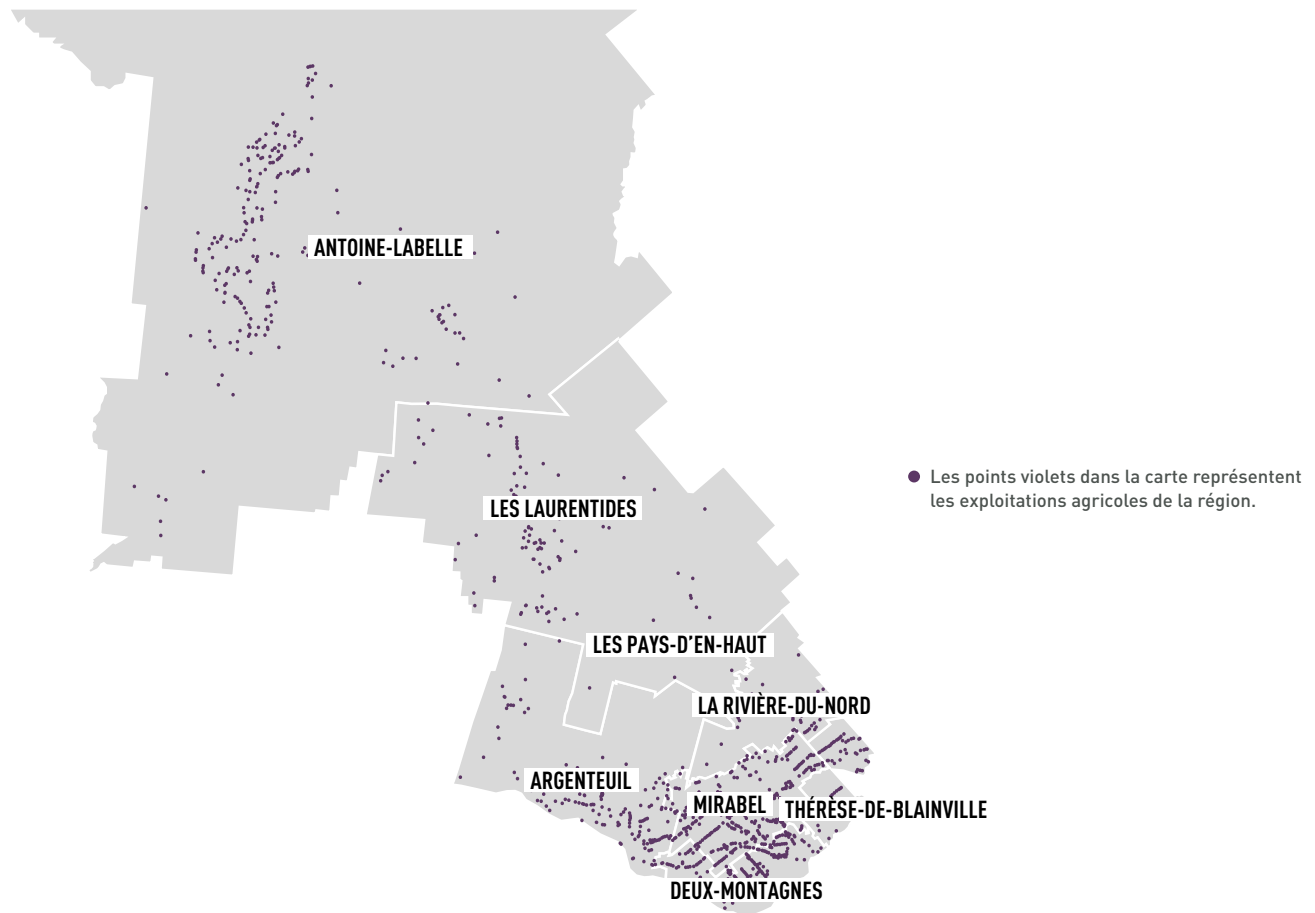 ANTOINE-LABELLE
Les points violets dans la carte représentent
les exploitations agricoles de la région.
LES LAURENTIDES
LES PAYS-D'EN-HAUT
LA RIVIÈRE-DU-NORD
ARGENTEUIL
MIRABEL
THÉRÈSE-DE-BLAINVILLE
DEUX-MONTAGNES